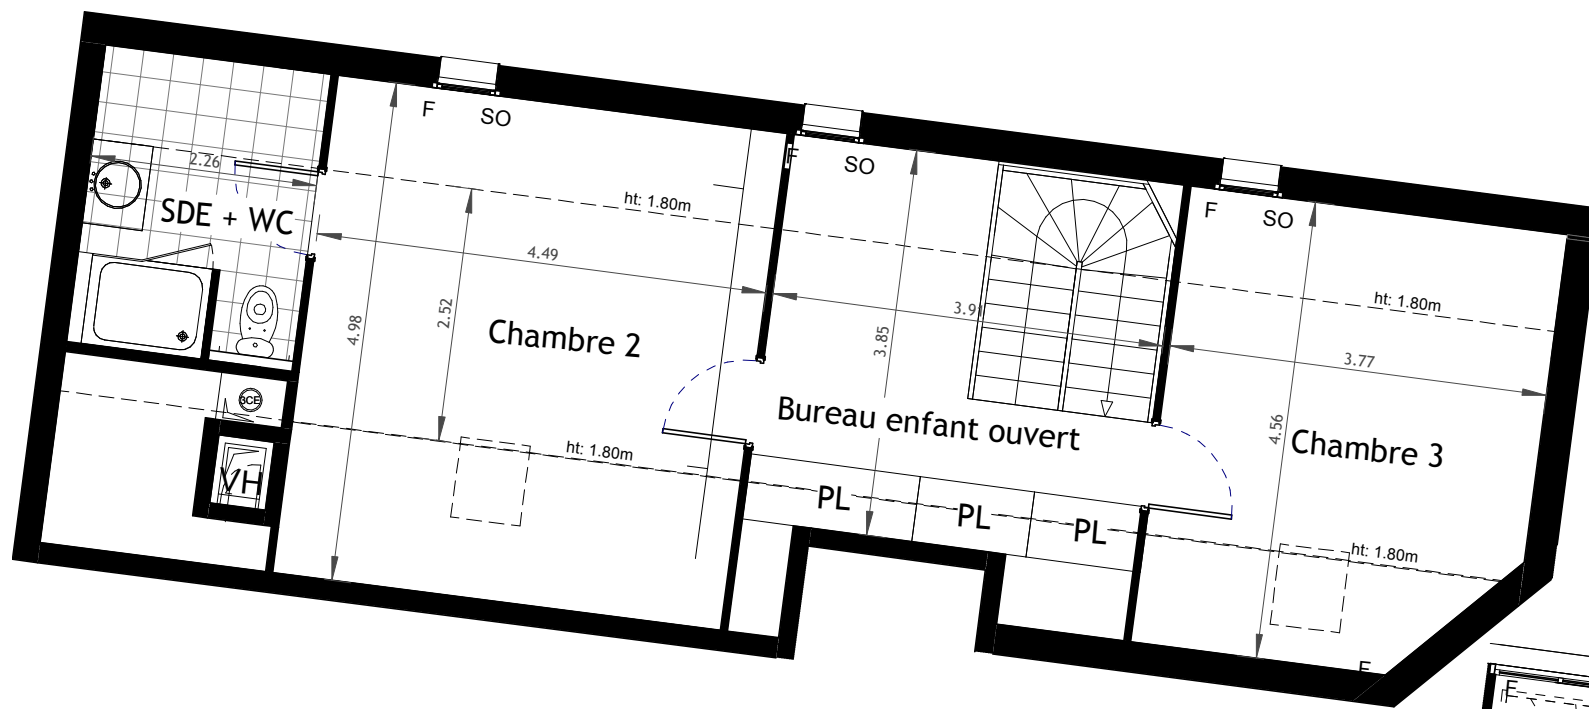 F SO
F SO
F SO
2.26
SDE + WC
ht: 1.80m
4.49
2.52
4.98
Chambre 2
3.91
3.85
ht: 1.80m
3.77
4.56
Bureau enfant ouvert
Chambre 3
3CE
VH
ht: 1.80m
PL
PL
PL
ht: 1.80m
F
F